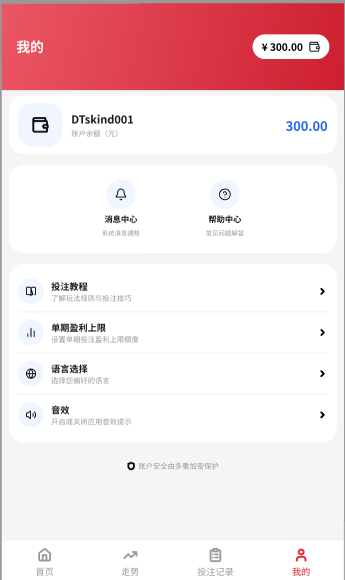 我的
¥ 300.00
DTskind001
账户余额（元）
300.00
消息中心
系统消息通知
帮助中心
常见问题解答
投注教程
了解玩法规则与投注技巧
单期盈利上限
设置单期投注盈利上限额度
语言选择
选择您偏好的语言
音效
开启或关闭应用音效提示
账户安全由多重加密保护
首页
走势
投注记录
我的